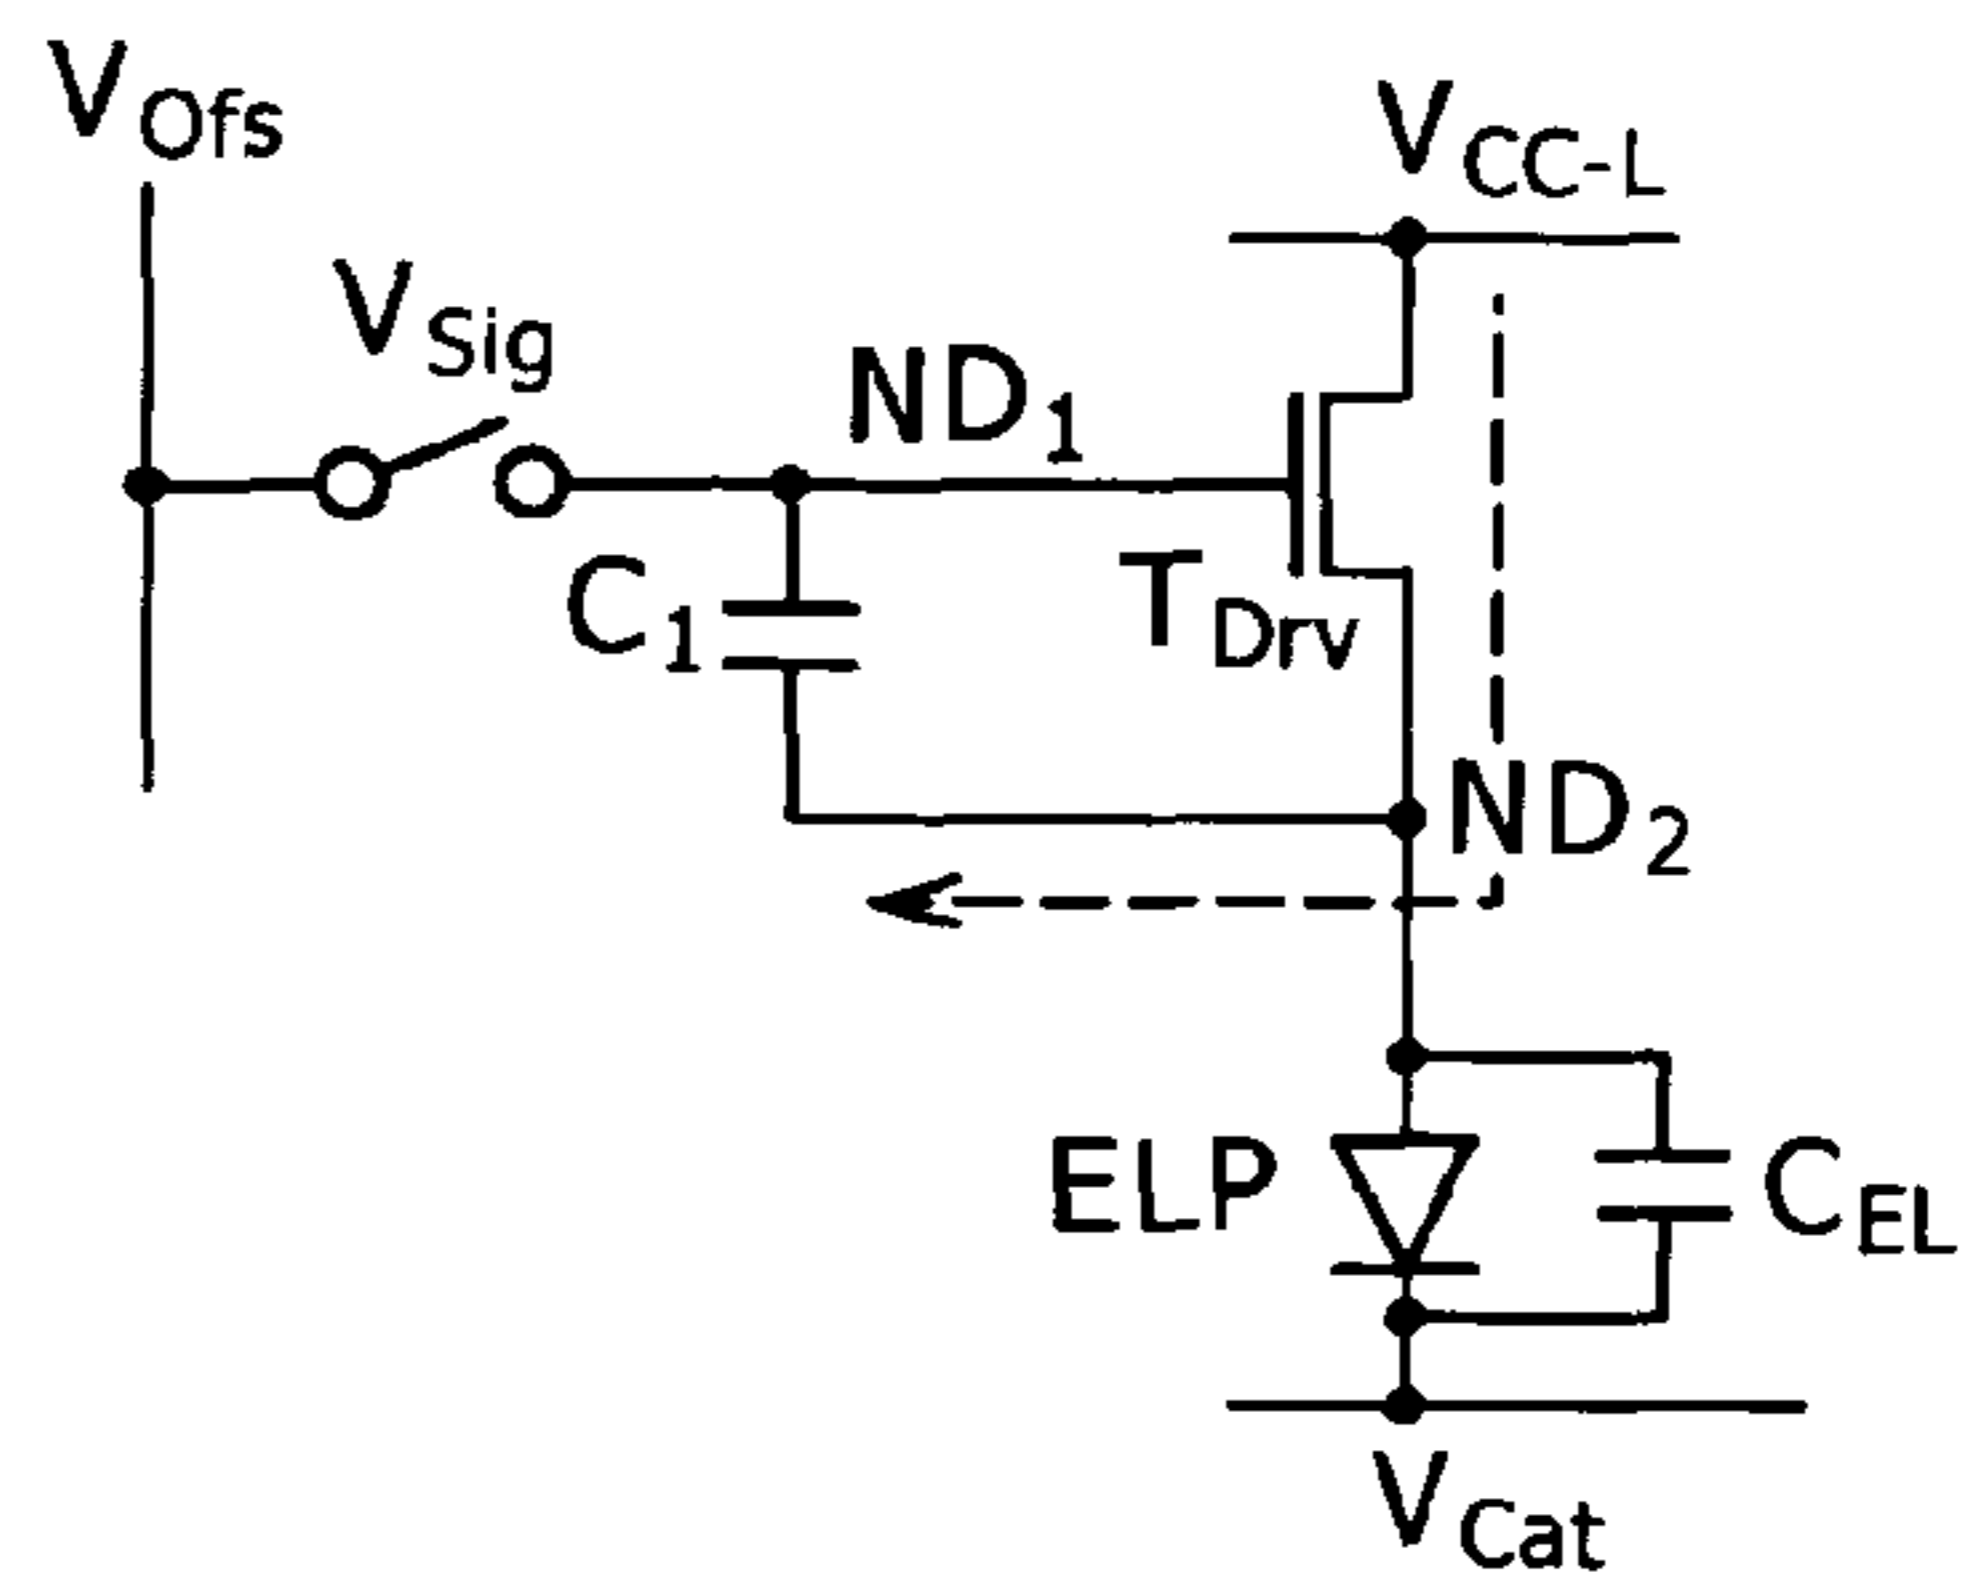 VOfs
VCC-L
VSig
ND1
C1
TDrv
ND2
ELP
CEL
VCat